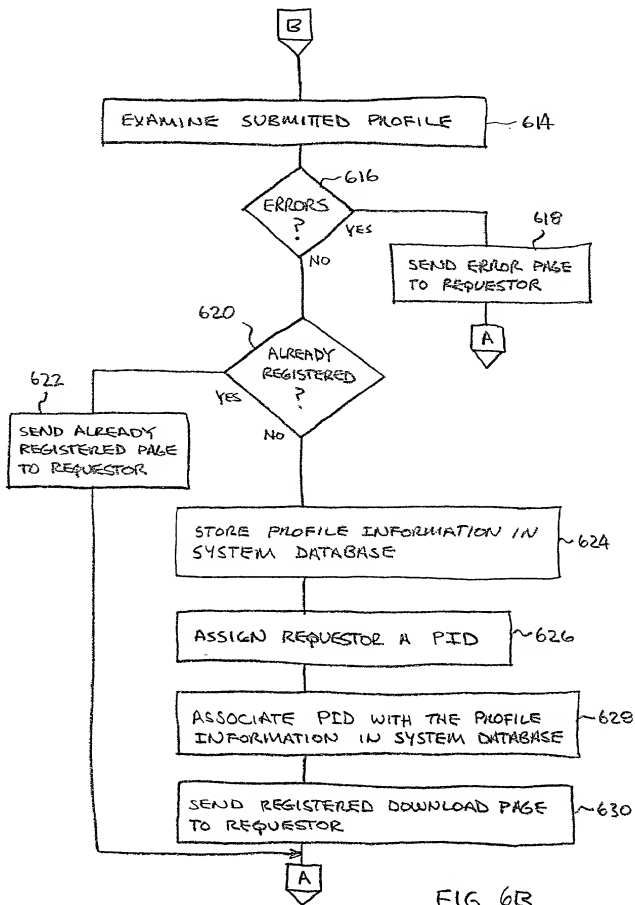 B
EXAMINE SUBMITTED PROFILE
614
616
ERRORS
?
YES
NO
618
SEND ERROR PAGE
TO REQUESTOR
A
620
ALREADY
REGISTERED
?
YES
NO
622
SEND ALREADY
REGISTERED PAGE
TO REQUESTOR
STORE PROFILE INFORMATION IN
SYSTEM DATABASE
624
ASSIGN REQUESTOR A PID
626
ASSOCIATE PID WITH THE PROFILE
INFORMATION IN SYSTEM DATABASE
628
SEND REGISTERED DOWNLOAD PAGE
TO REQUESTOR
630
A
FIG 6B